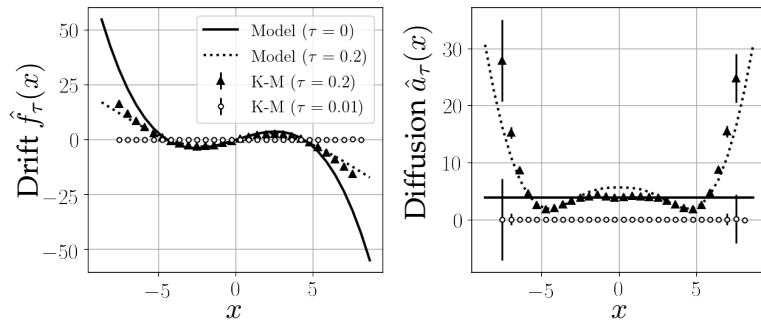 Drift $\hat{f}_\tau(x)$
50
25
0
−25
−50
Model ($\tau = 0$)
Model ($\tau = 0.2$)
K-M ($\tau = 0.2$)
K-M ($\tau = 0.01$)
−5
0
5
$x$
Diffusion $\hat{a}_\tau(x)$
30
20
10
0
−5
0
5
$x$